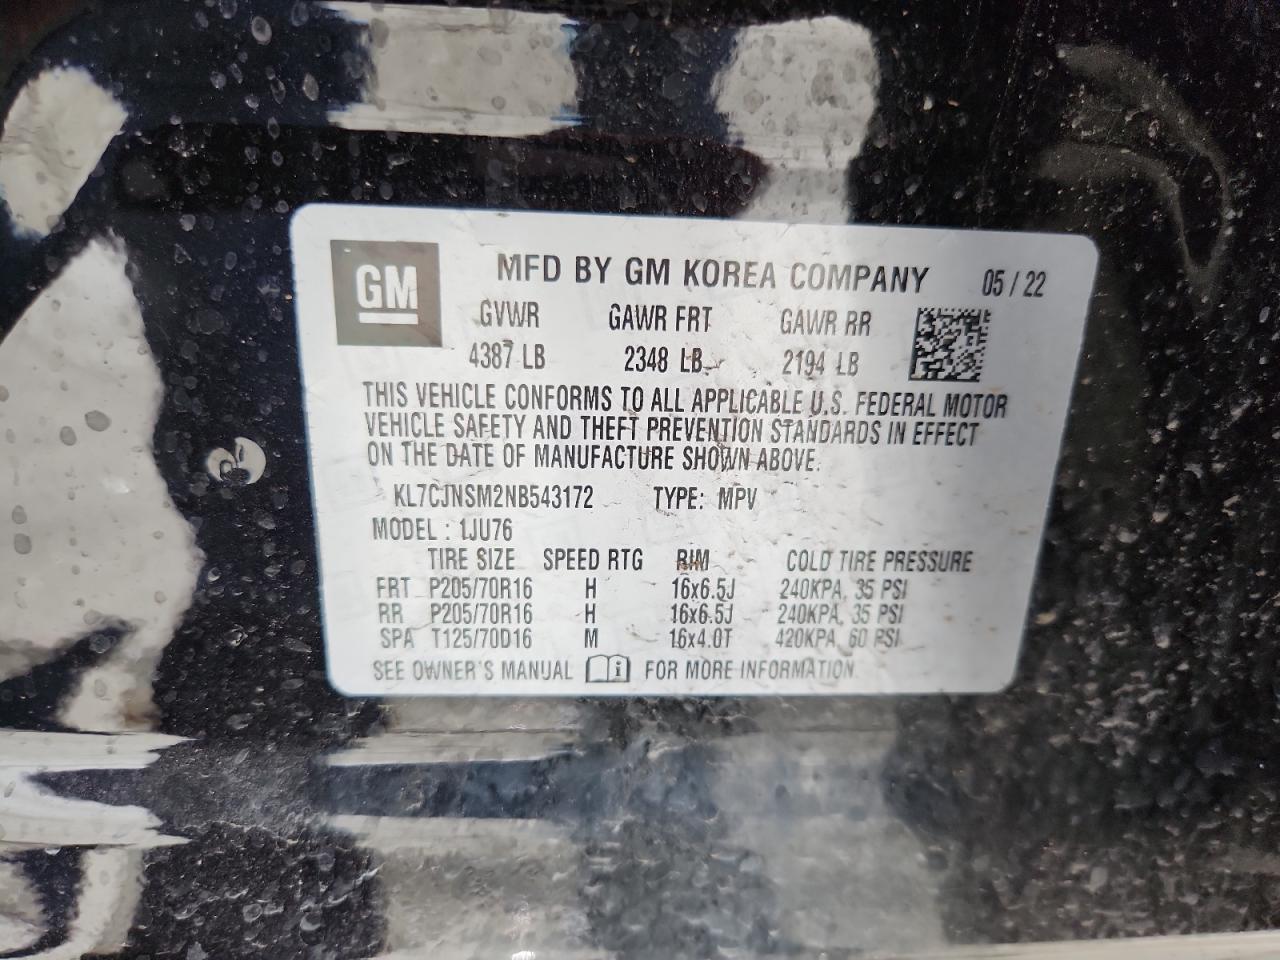 GM
MFD BY GM KOREA COMPANY 05 / 22
GVWR GAWR FRT GAWR RR
4387 LB 2348 LB 2194 LB
THIS VEHICLE CONFORMS TO ALL APPLICABLE U.S. FEDERAL MOTOR
VEHICLE SAFETY AND THEFT PREVENTION STANDARDS IN EFFECT
ON THE DATE OF MANUFACTURE SHOWN ABOVE.
KL7CJNSM2NB543172 TYPE: MPV
MODEL : 1JU76
TIRE SIZE SPEED RTG RIM COLD TIRE PRESSURE
FRT P205/70R16 H 16x6.5J 240KPA, 35 PSI
RR P205/70R16 H 16x6.5J 240KPA, 35 PSI
SPA T125/70D16 M 16x4.0T 420KPA, 60 PSI
SEE OWNER'S MANUAL FOR MORE INFORMATION